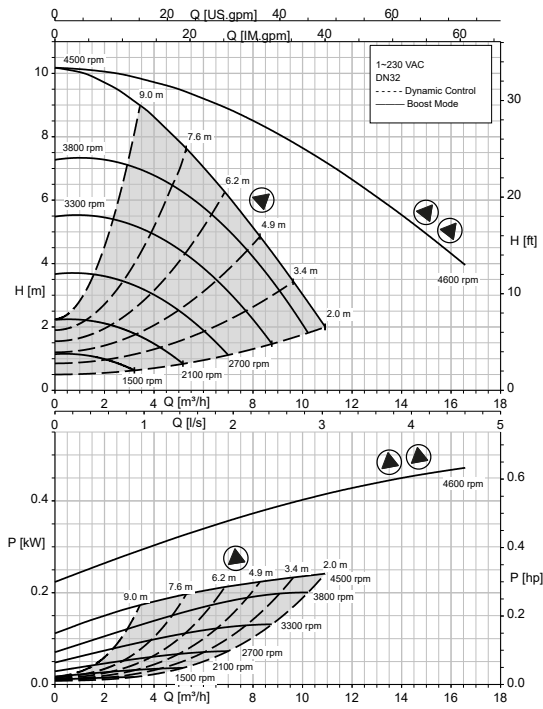 0 20 40 60
Q [US.gpm]
Q [IM.gpm]
0 20 40 60
10
8
6
4
2
0
H [m]
30
20
10
0
H [ft]
1~230 VAC
DN32
Dynamic Control
Boost Mode
4500 rpm
9.0 m
7.6 m
3800 rpm
6.2 m
3300 rpm
4.9 m
3.4 m
4600 rpm
2.0 m
2700 rpm
2100 rpm
1500 rpm
0 2 4 6 8 10 12 14 16 18
Q [m³/h]
Q [l/s]
0 1 2 3 4 5
0.4
0.2
0.0
P [kW]
0.6
0.4
0.2
0.0
P [hp]
4600 rpm
2.0 m
3.4 m
4.9 m
6.2 m
7.6 m
9.0 m
4500 rpm
3800 rpm
3300 rpm
2700 rpm
2100 rpm
1500 rpm
0 2 4 6 8 10 12 14 16 18
Q [m³/h]